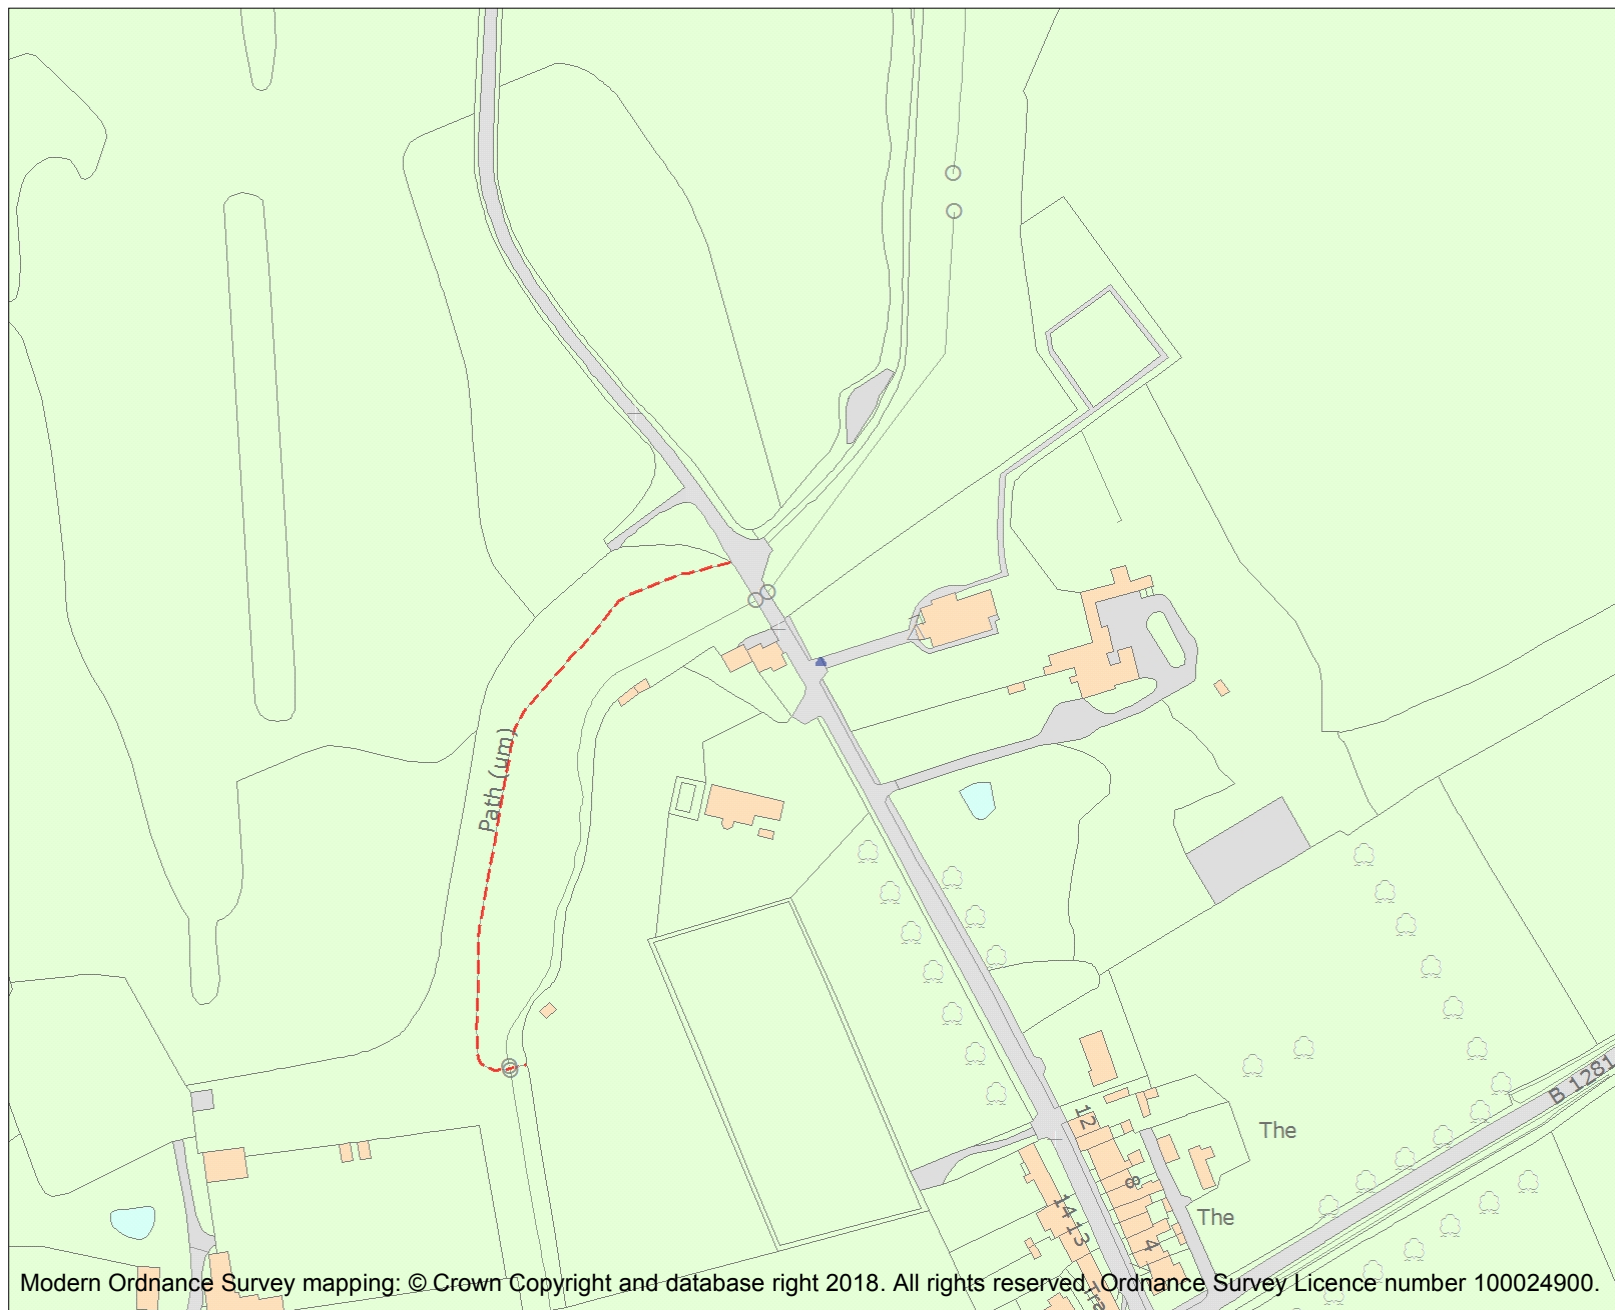 Path (um)
B 1281
12
The
8
The
14
13
4
Tra
Modern Ordnance Survey mapping: © Crown Copyright and database right 2018. All rights reserved. Ordnance Survey Licence number 100024900.